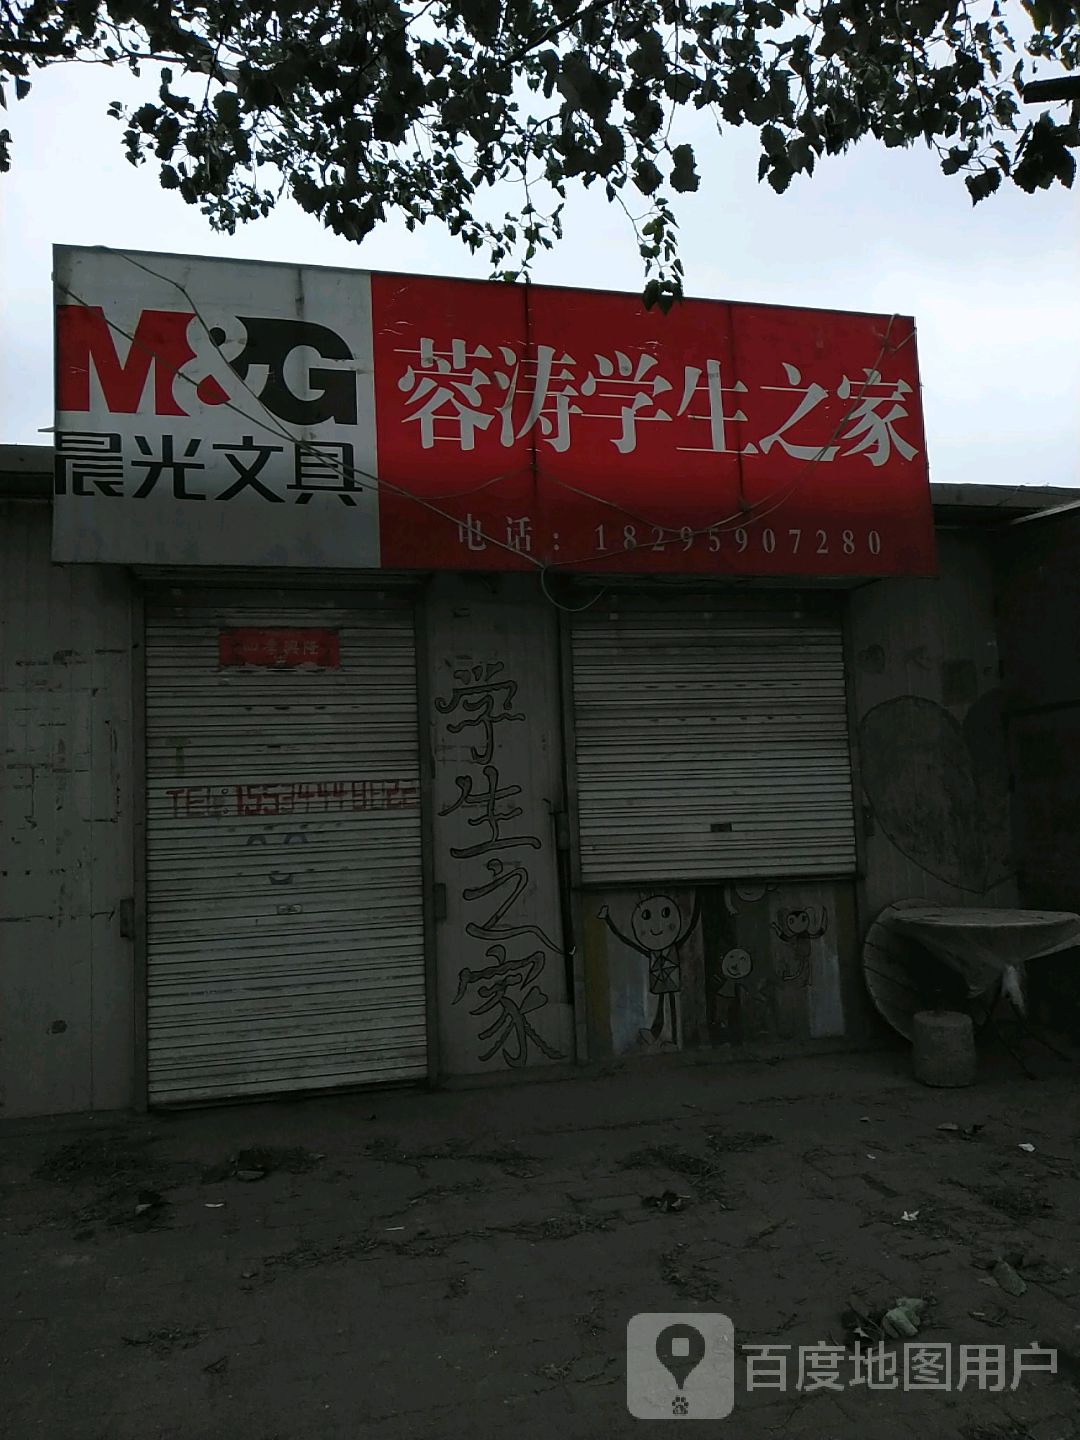 M&G
晨光文具
蓉涛学生之家
电话：18295907280
学生之家
百度地图用户